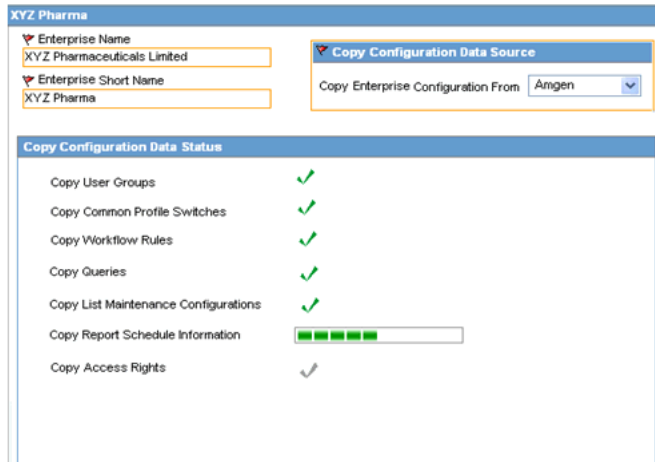 XYZ Pharma
Enterprise Name
XYZ Pharmaceuticals Limited
Enterprise Short Name
XYZ Pharma
Copy Configuration Data Source
Copy Enterprise Configuration From Amgen
Copy Configuration Data Status
Copy User Groups
Copy Common Profile Switches
Copy Workflow Rules
Copy Queries
Copy List Maintenance Configurations
Copy Report Schedule Information
Copy Access Rights